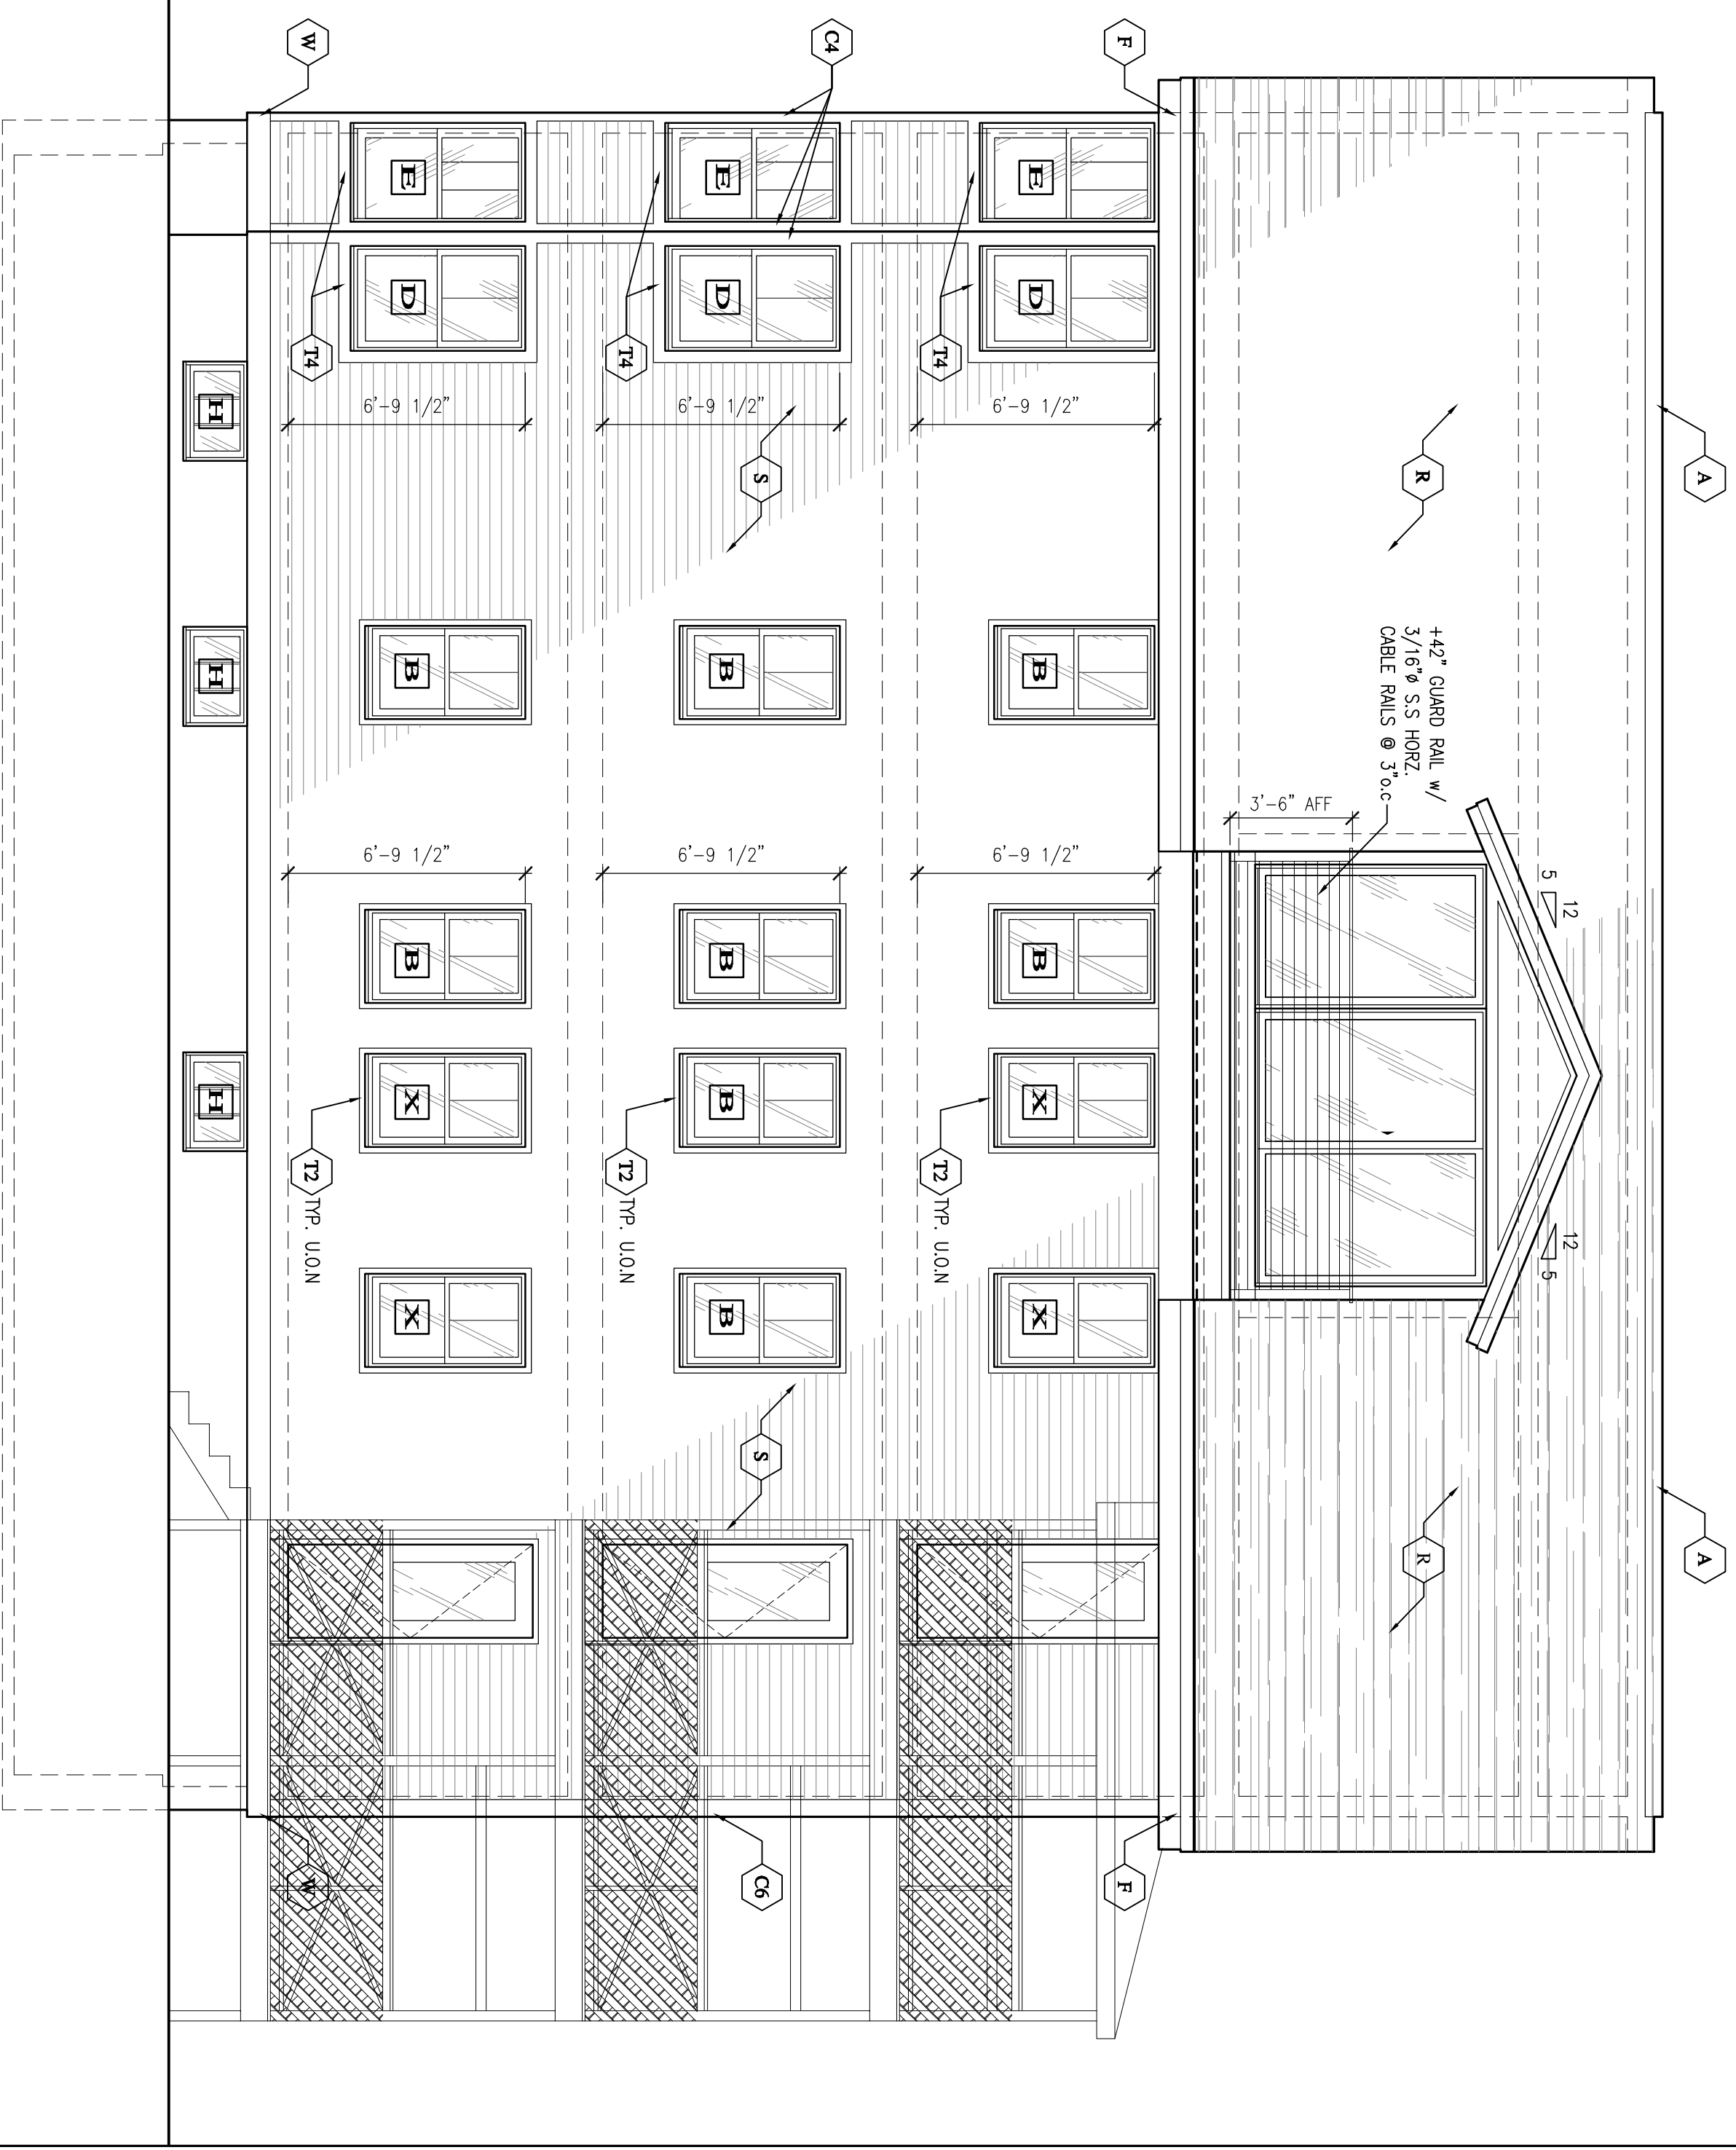 A
A
12
5
12
5
+42" GUARD RAIL w/
3/16"ø S.S HORZ.
CABLE RAILS @ 3"o.c
R
R
3'-6" AFF
F
F
E
D
B
B
X
X
6'-9 1/2"
6'-9 1/2"
T4
T2 TYP. U.O.N
C4
S
S
C6
E
D
B
B
B
B
6'-9 1/2"
6'-9 1/2"
T4
T2 TYP. U.O.N
E
D
B
B
X
X
6'-9 1/2"
6'-9 1/2"
T4
T2 TYP. U.O.N
W
W
H
H
H